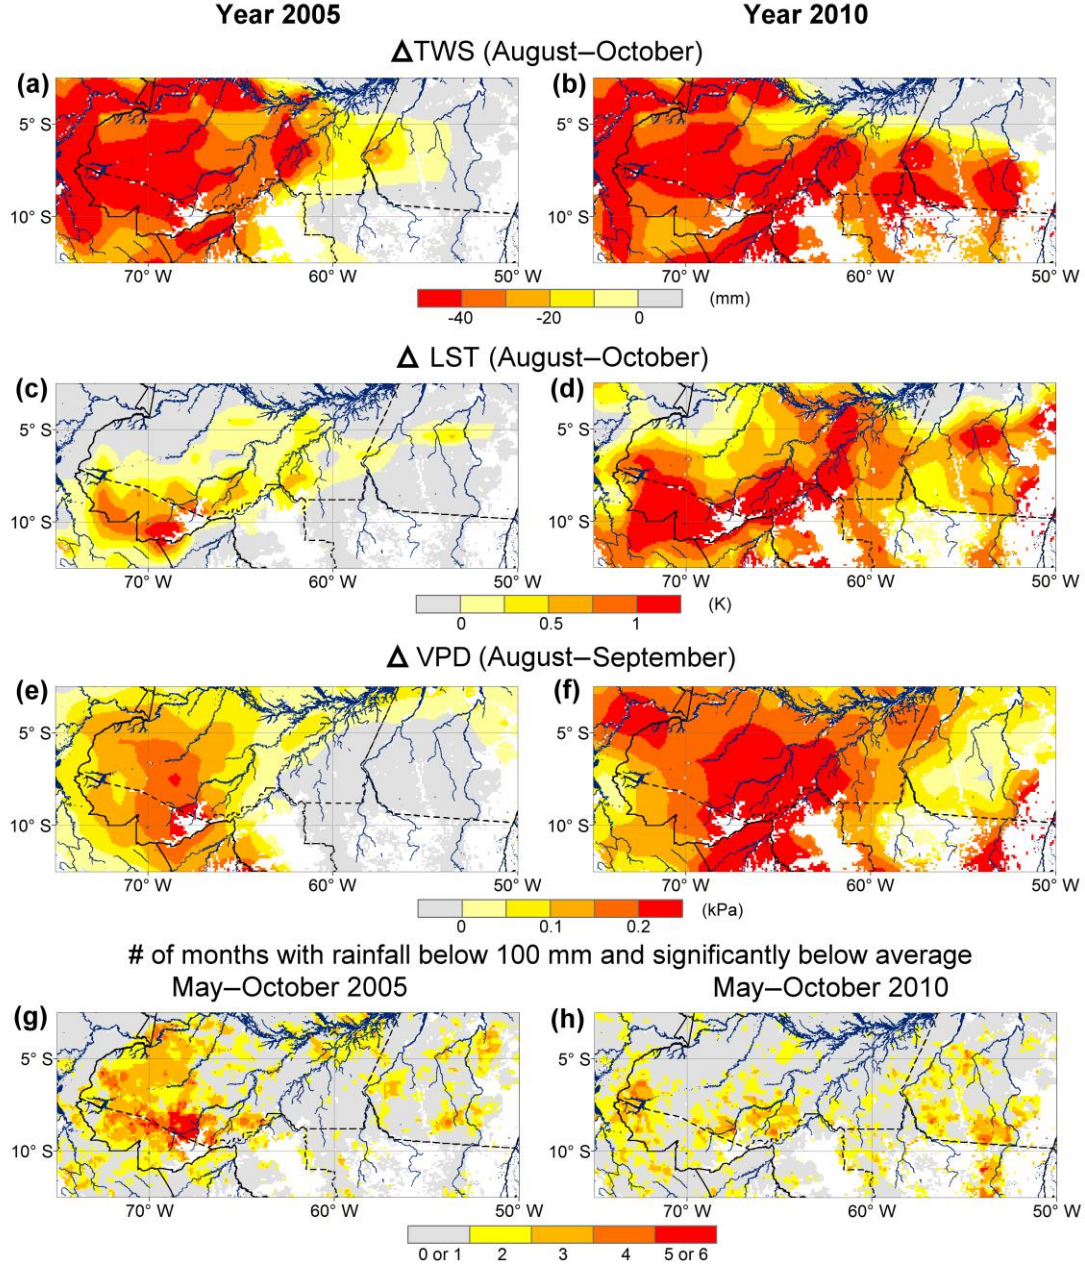 Year 2005 Year 2010
ΔTWS (August–October)
(a) (b)
5° S 5° S
10° S 10° S
70° W 60° W 50° W 70° W 60° W 50° W
-40 -20 0 (mm)
Δ LST (August–October)
(c) (d)
5° S 5° S
10° S 10° S
70° W 60° W 50° W 70° W 60° W 50° W
0 0.5 1 (K)
Δ VPD (August–September)
(e) (f)
5° S 5° S
10° S 10° S
70° W 60° W 50° W 70° W 60° W 50° W
0 0.1 0.2 (kPa)
# of months with rainfall below 100 mm and significantly below average
May–October 2005 May–October 2010
(g) (h)
5° S 5° S
10° S 10° S
70° W 60° W 50° W 70° W 60° W 50° W
0 or 1 2 3 4 5 or 6